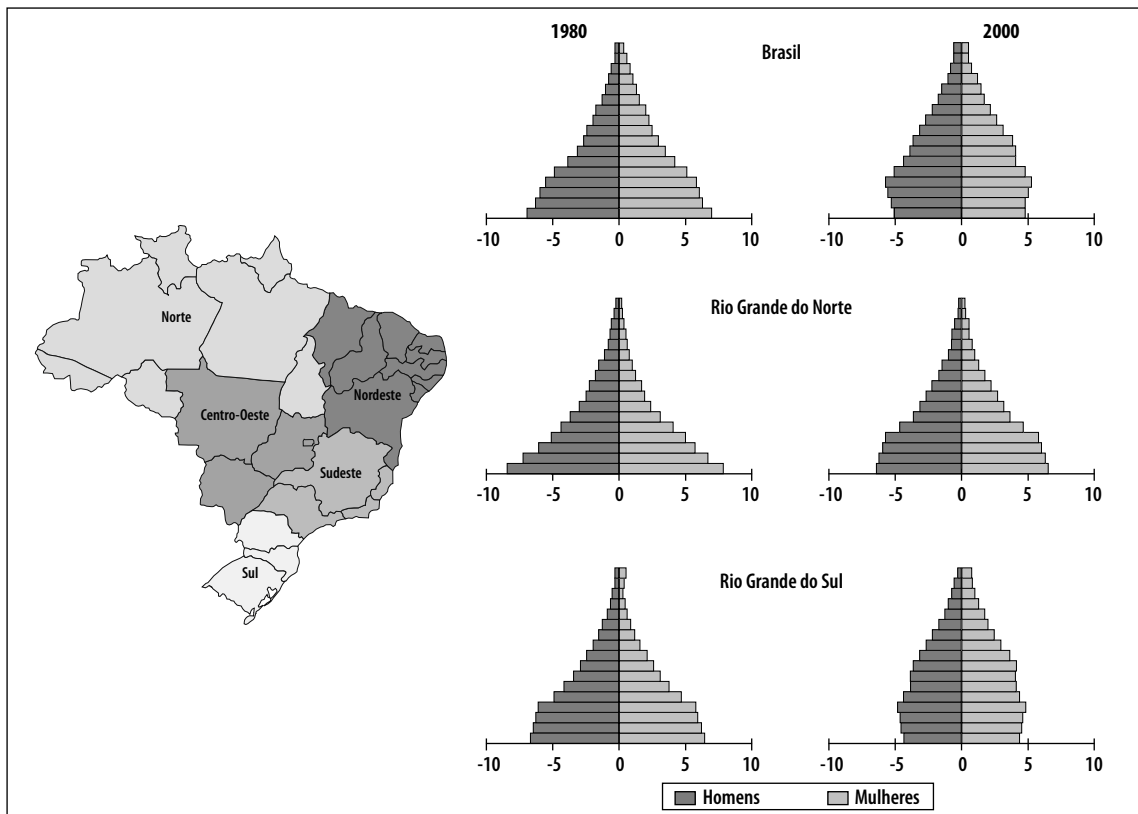 1980
Brasil
2000
-10 -5 0 5 10
-10 -5 0 5 10
Rio Grande do Norte
-10 -5 0 5 10
-10 -5 0 5 10
Rio Grande do Sul
-10 -5 0 5 10
-10 -5 0 5 10
Homens Mulheres
Norte
Nordeste
Centro-Oeste
Sudeste
Sul